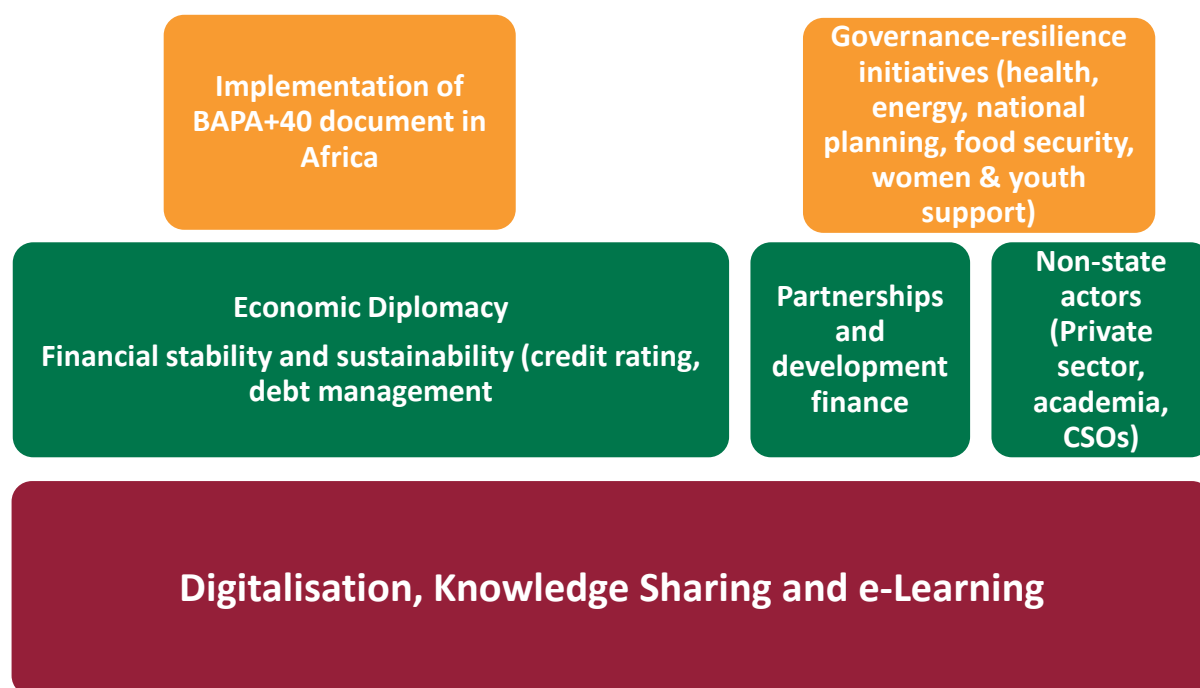 Implementation of
BAPA+40 document in
Africa
Governance-resilience
initiatives (health,
energy, national
planning, food security,
women & youth
support)
Economic Diplomacy
Financial stability and sustainability (credit rating,
debt management
Partnerships
and
development
finance
Non-state
actors
(Private
sector,
academia,
CSOs)
Digitalisation, Knowledge Sharing and e-Learning